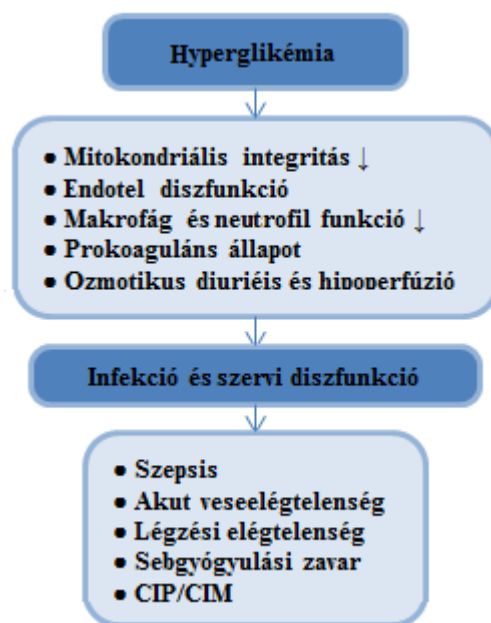 Hyperglikémia
● Mitokondriális integritás ↓
● Endotel diszfunkció
● Makrofág és neutrofil funkció ↓
● Prokoaguláns állapot
● Ozmotikus diuriéis és hipoperfúzió
Infekció és szervi diszfunkció
● Szepsis
● Akut veseelégtelenség
● Légzési elégtelenség
● Sebgyógyulási zavar
● CIP/CIM